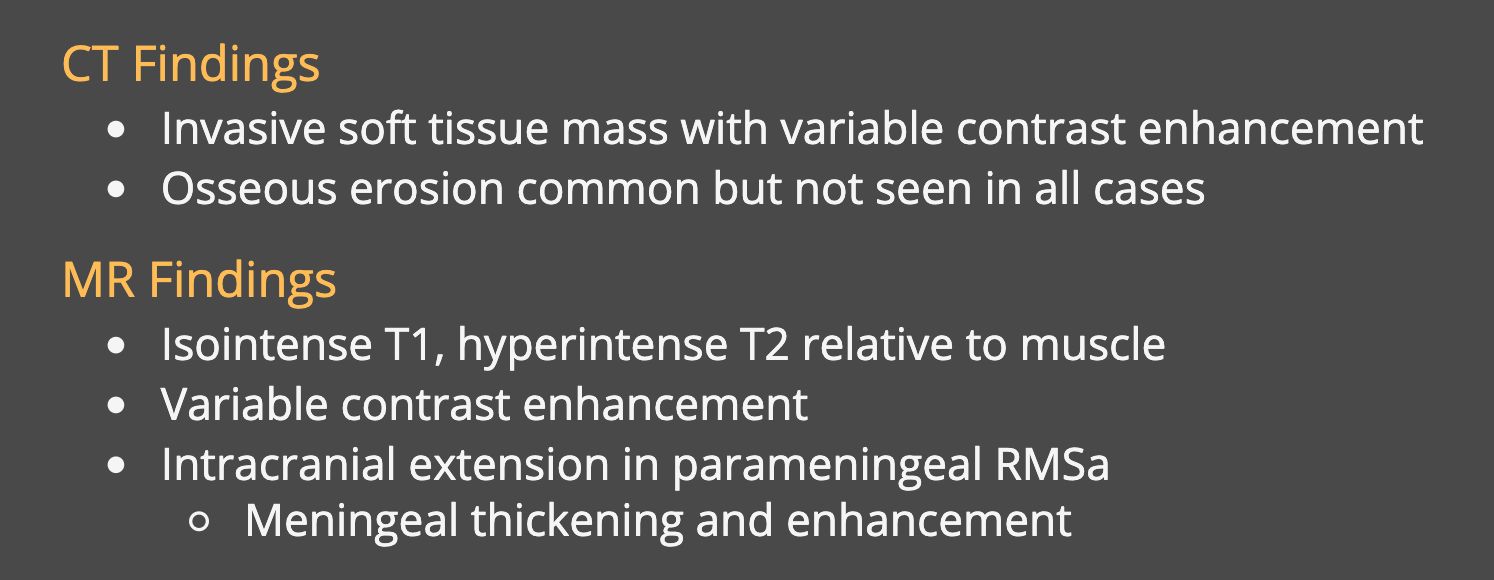 CT Findings
• Invasive soft tissue mass with variable contrast enhancement
• Osseous erosion common but not seen in all cases
MR Findings
• Isointense T1, hyperintense T2 relative to muscle
• Variable contrast enhancement
• Intracranial extension in parameningeal RMSa
○ Meningeal thickening and enhancement